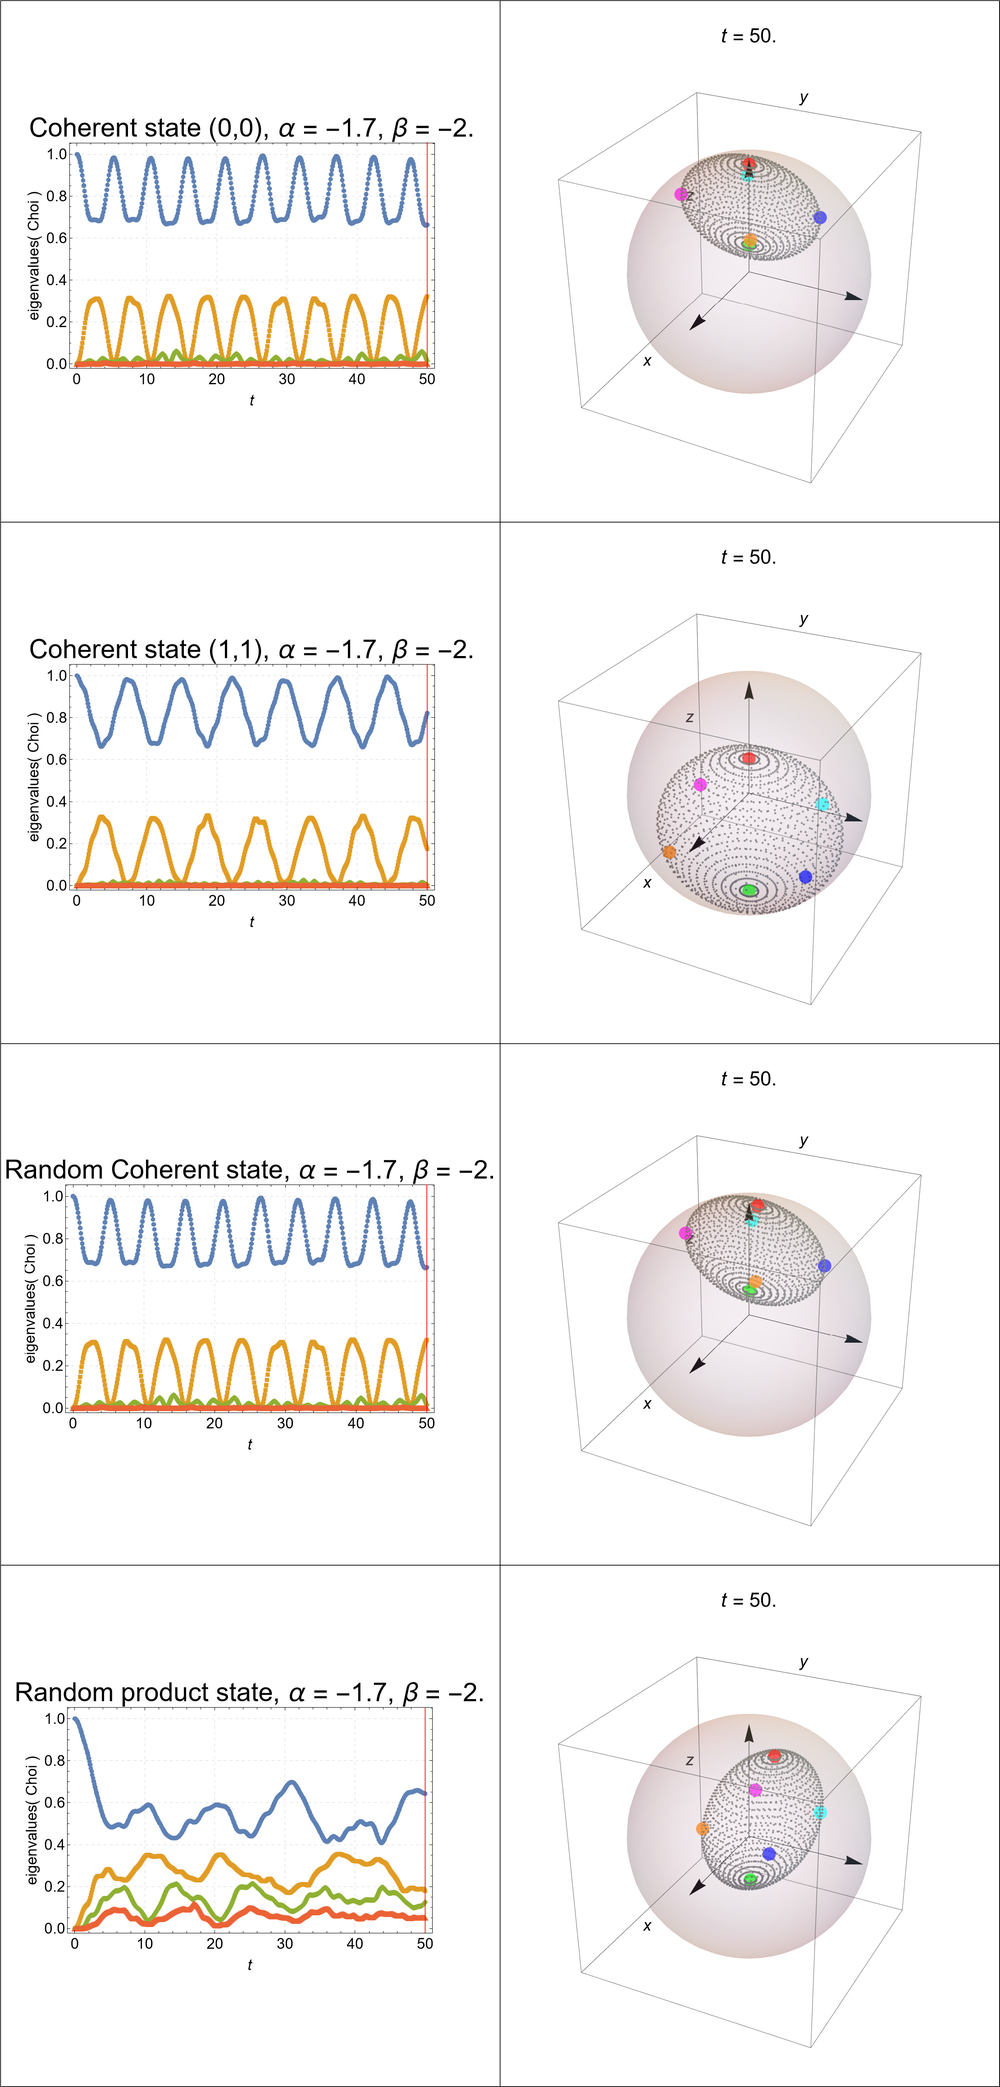 Coherent state (0,0), α = −1.7, β = −2.
eigenvalues( Choi )
1.0
0.8
0.6
0.4
0.2
0.0
0 10 20 30 40 50
t
t = 50.
y
z
x
Coherent state (1,1), α = −1.7, β = −2.
eigenvalues( Choi )
1.0
0.8
0.6
0.4
0.2
0.0
0 10 20 30 40 50
t
t = 50.
y
z
x
Random Coherent state, α = −1.7, β = −2.
eigenvalues( Choi )
1.0
0.8
0.6
0.4
0.2
0.0
0 10 20 30 40 50
t
t = 50.
y
z
x
Random product state, α = −1.7, β = −2.
eigenvalues( Choi )
1.0
0.8
0.6
0.4
0.2
0.0
0 10 20 30 40 50
t
t = 50.
y
z
x